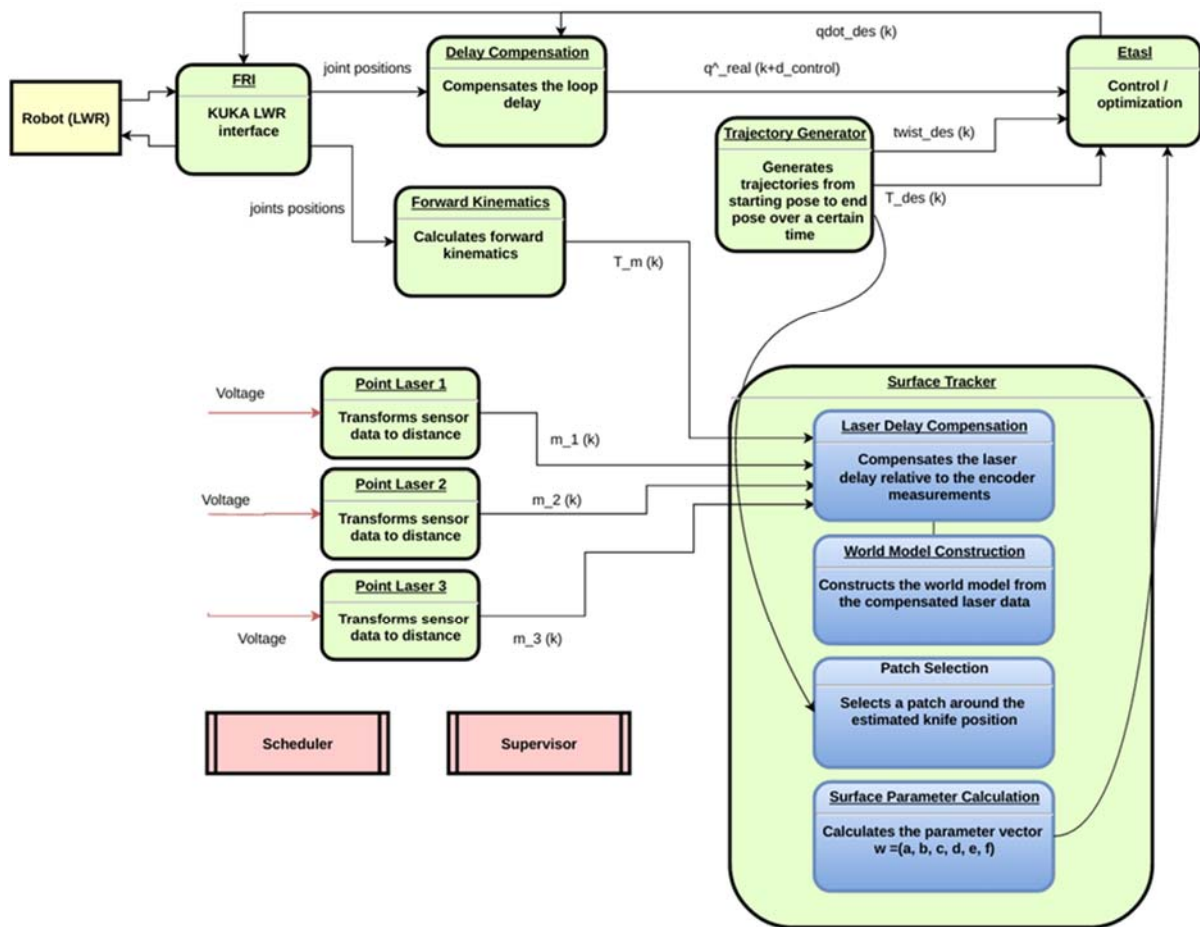 qdot_des (k)
Delay Compensation
Compensates the loop
delay
Etasl
Control /
optimization
joint positions
q^_real (k+d_control)
FRI
KUKA LWR
interface
Robot (LWR)
Trajectory Generator
Generates
trajectories from
starting pose to end
pose over a certain
time
twist_des (k)
T_des (k)
joints positions
Forward Kinematics
Calculates forward
kinematics
T_m (k)
Surface Tracker
Voltage
Point Laser 1
Transforms sensor
data to distance
m_1 (k)
Laser Delay Compensation
Compensates the laser
delay relative to the encoder
measurements
Voltage
Point Laser 2
Transforms sensor
data to distance
m_2 (k)
World Model Construction
Constructs the world model from
the compensated laser data
Voltage
Point Laser 3
Transforms sensor
data to distance
m_3 (k)
Patch Selection
Selects a patch around the
estimated knife position
Scheduler
Supervisor
Surface Parameter Calculation
Calculates the parameter vector
w =(a, b, c, d, e, f)